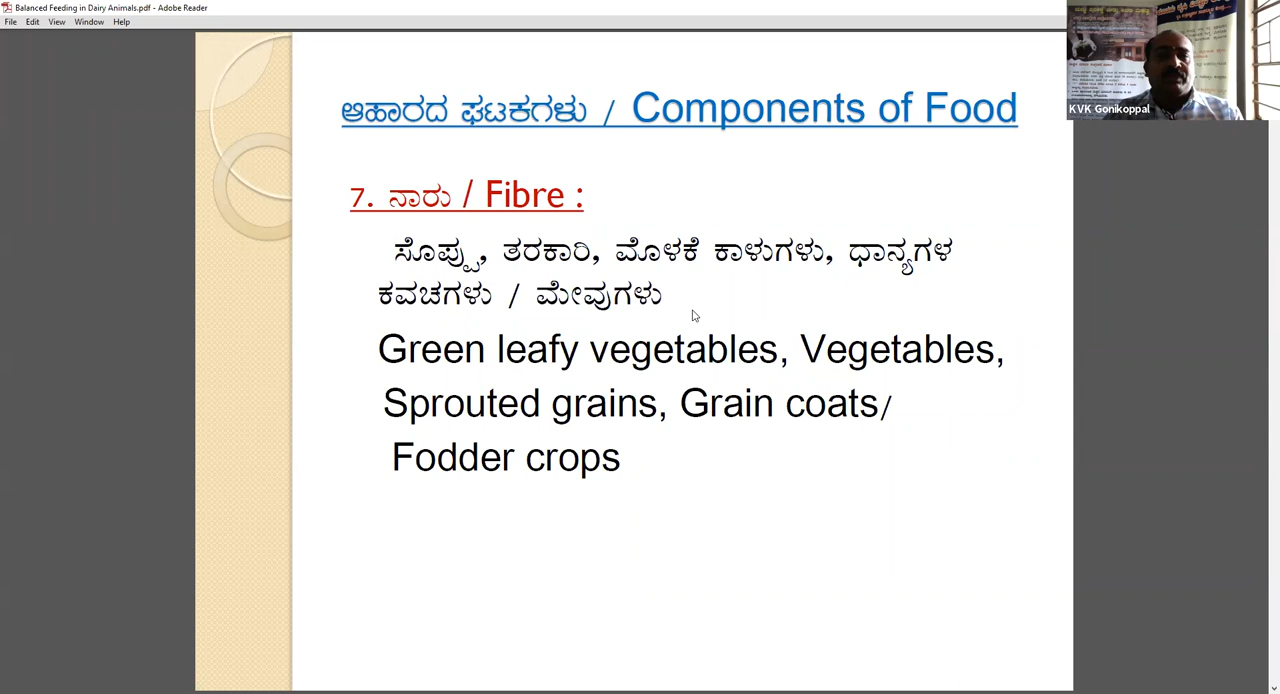 Balanced Feeding in Dairy Animals.pdf - Adobe Reader
File Edit View Window Help
KVK Gonikoppal
ಆಹಾರದ ಘಟಕಗಳು / Components of Food
7. ನಾರು / Fibre :
ಸೊಪ್ಪು, ತರಕಾರಿ, ಮೊಳಕೆ ಕಾಳುಗಳು, ಧಾನ್ಯಗಳ
ಕವಚಗಳು / ಮೇವುಗಳು
Green leafy vegetables, Vegetables,
Sprouted grains, Grain coats/
Fodder crops